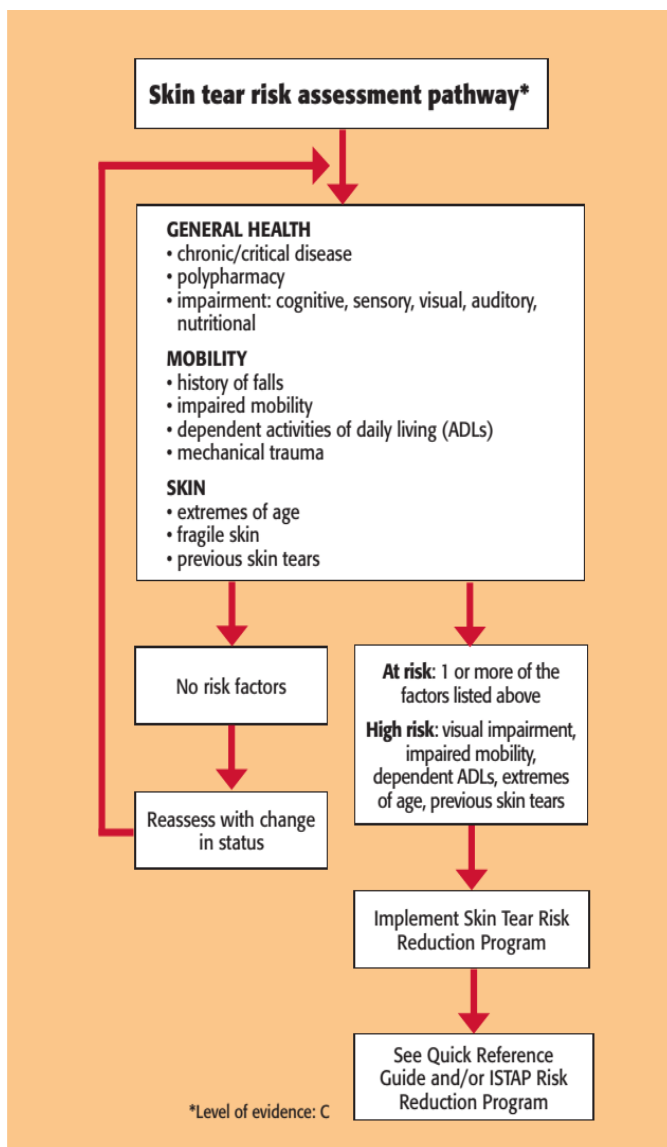 Skin tear risk assessment pathway*
GENERAL HEALTH
• chronic/critical disease
• polypharmacy
• impairment: cognitive, sensory, visual, auditory,
nutritional
MOBILITY
• history of falls
• impaired mobility
• dependent activities of daily living (ADLs)
• mechanical trauma
SKIN
• extremes of age
• fragile skin
• previous skin tears
No risk factors
Reassess with change
in status
At risk: 1 or more of the
factors listed above
High risk: visual impairment,
impaired mobility,
dependent ADLs, extremes
of age, previous skin tears
Implement Skin Tear Risk
Reduction Program
See Quick Reference
Guide and/or ISTAP Risk
Reduction Program
*Level of evidence: C